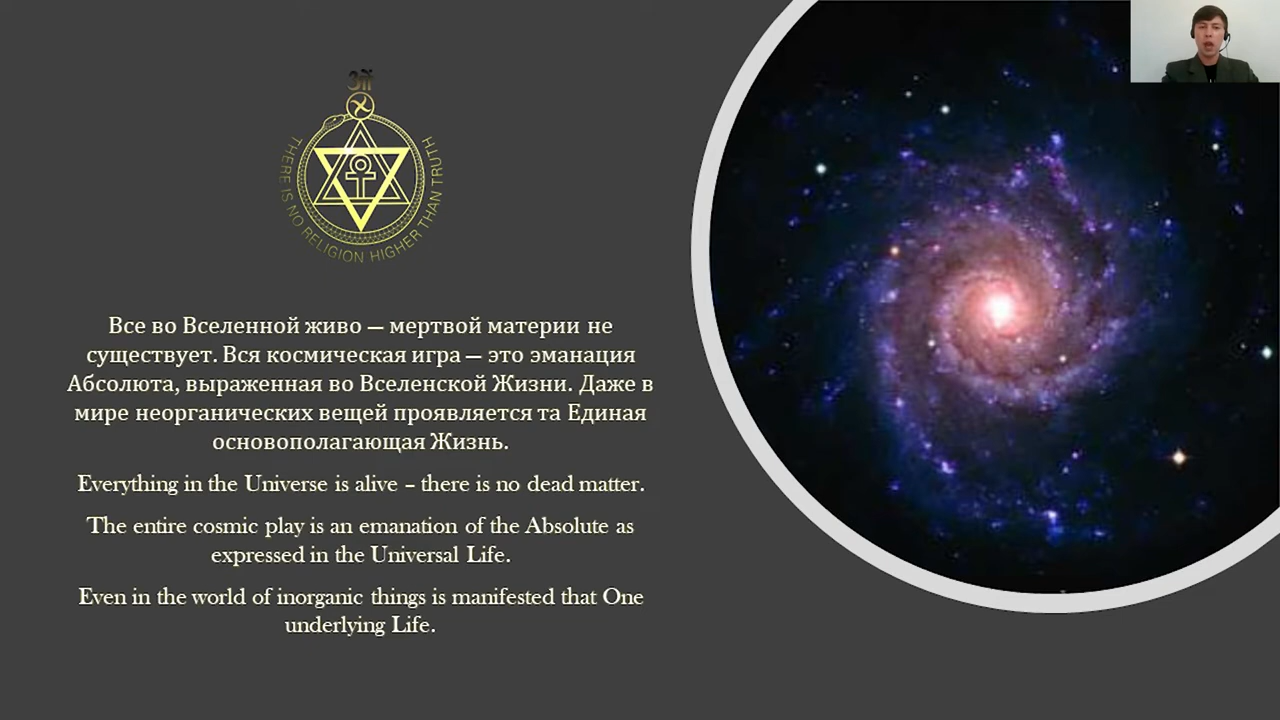 THERE IS NO RELIGION HIGHER THAN TRUTH
Все во Вселенной живо — мертвой материи не
существует. Вся космическая игра — это эманация
Абсолюта, выраженная во Вселенской Жизни. Даже в
мире неорганических вещей проявляется та Единая
основополагающая Жизнь.
Everything in the Universe is alive – there is no dead matter.
The entire cosmic play is an emanation of the Absolute as
expressed in the Universal Life.
Even in the world of inorganic things is manifested that One
underlying Life.